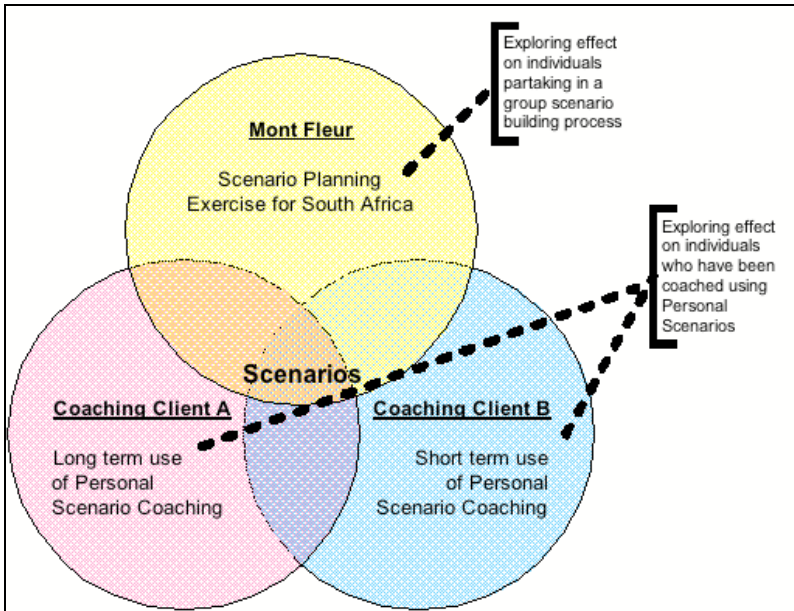 Exploring effect
on individuals
partaking in a
group scenario
building process
Mont Fleur
Scenario Planning
Exercise for South Africa
Exploring effect
on individuals
who have been
coached using
Personal
Scenarios
Scenarios
Coaching Client A
Long term use
of Personal
Scenario Coaching
Coaching Client B
Short term use
of Personal
Scenario Coaching